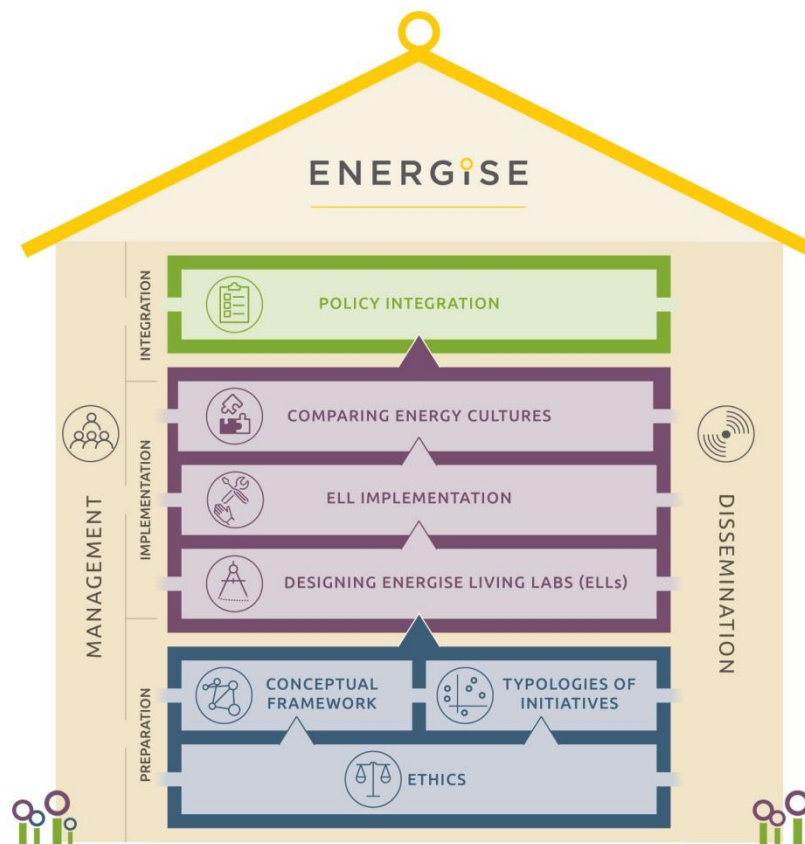 ENERGISE
INTEGRATION
POLICY INTEGRATION
IMPLEMENTATION
COMPARING ENERGY CULTURES
ELL IMPLEMENTATION
DESIGNING ENERGISE LIVING LABS (ELLs)
MANAGEMENT
DISSEMINATION
PREPARATION
CONCEPTUAL
FRAMEWORK
TYPOLOGIES OF
INITIATIVES
ETHICS